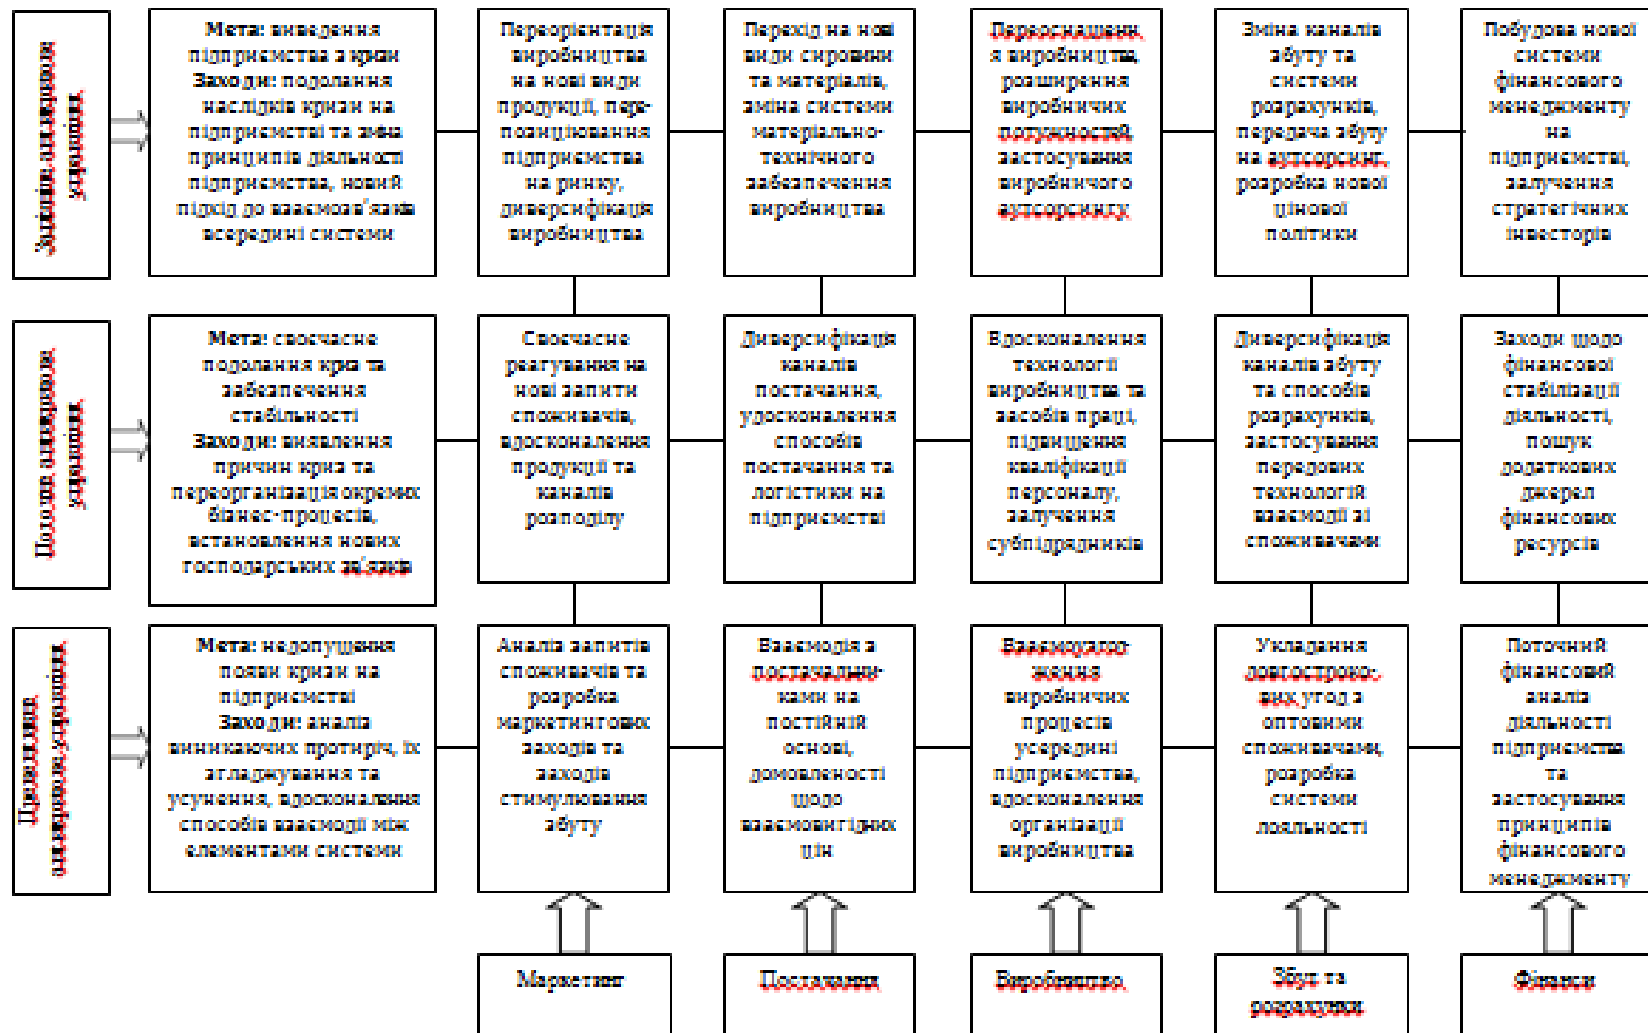 Мета: виведення
підприємства з кризи
Заходи: подолання
наслідків кризи на
підприємстві та зміна
принципів діяльності
підприємства, новий
підхід до взаємозв'язків
всередині системи
Переорієнтація
виробництва
на нові види
продукції, пере-
позиціювання
підприємства
на ринку,
диверсифікація
виробництва
Перехід на нові
види сировини
та матеріалів,
зміна системи
матеріально-
технічного
забезпечення
виробництва
Переоснащенн
я виробництва,
розширення
виробничих
потужностей
застосування
виробничого
аутсорсингу
Зміна каналів
збуту та
системи
розрахунків,
передача збуту
на аутсорсинг,
розробка нової
цінової
політики
Побудова нової
системи
фінансового
менеджменту
на
підприємстві,
залучення
стратегічних
інвесторів
управління
Мета: своєчасне
подолання криз та
забезпечення
стабільності
Заходи: виявлення
причин криз та
переорганізація окремих
бізнес-процесів,
встановлення нових
господарських зв'язків
Своєчасне
реагування на
нові запити
споживачів,
вдосконалення
продукції та
каналів
розподілу
Диверсифікація
каналів
постачання,
удосконалення
способів
постачання та
логістики на
підприємстві
Вдосконалення
технології
виробництва та
засобів праці,
підвищення
кваліфікації
персоналу,
залучення
субпідрядників
Диверсифікація
каналів збуту
та способів
розрахунків,
застосування
передових
технологій
взаємодії зі
споживачами
Заходи щодо
фінансової
стабілізації
діяльності,
пошук
додаткових
джерел
фінансових
ресурсів
управління
Мета: недопущення
появи кризи на
підприємстві
Заходи: аналіз
виникаючих протиріч, їх
згладжування та
усунення, вдосконалення
способів взаємодії між
елементами системи
Аналіз запитів
споживачів та
розробка
маркетингових
заходів та
заходів
стимулювання
збуту
Взаємодія з
постачальни-
ками на
постійній
основі,
домовленості
щодо
взаємовигідних
цін
Взаємоузгод-
ження
виробничих
процесів
усередині
підприємства,
вдосконалення
організації
виробництва
Укладання
довгостроко-
вих угод з
оптовими
споживачами,
розробка
системи
лояльності
Поточний
фінансовий
аналіз
діяльності
підприємства
та
застосування
принципів
фінансового
менеджменту
Маркетинг
Постачання
Виробництво
Збут та
розрахунки
Фінанси